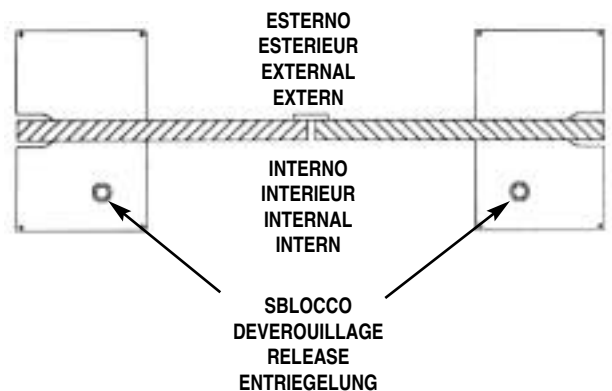 ESTERNO
ESTERIEUR
EXTERNAL
EXTERN
INTERNO
INTERIEUR
INTERNAL
INTERN
SBLOCCO
DEVEROUILLAGE
RELEASE
ENTRIEGELUNG